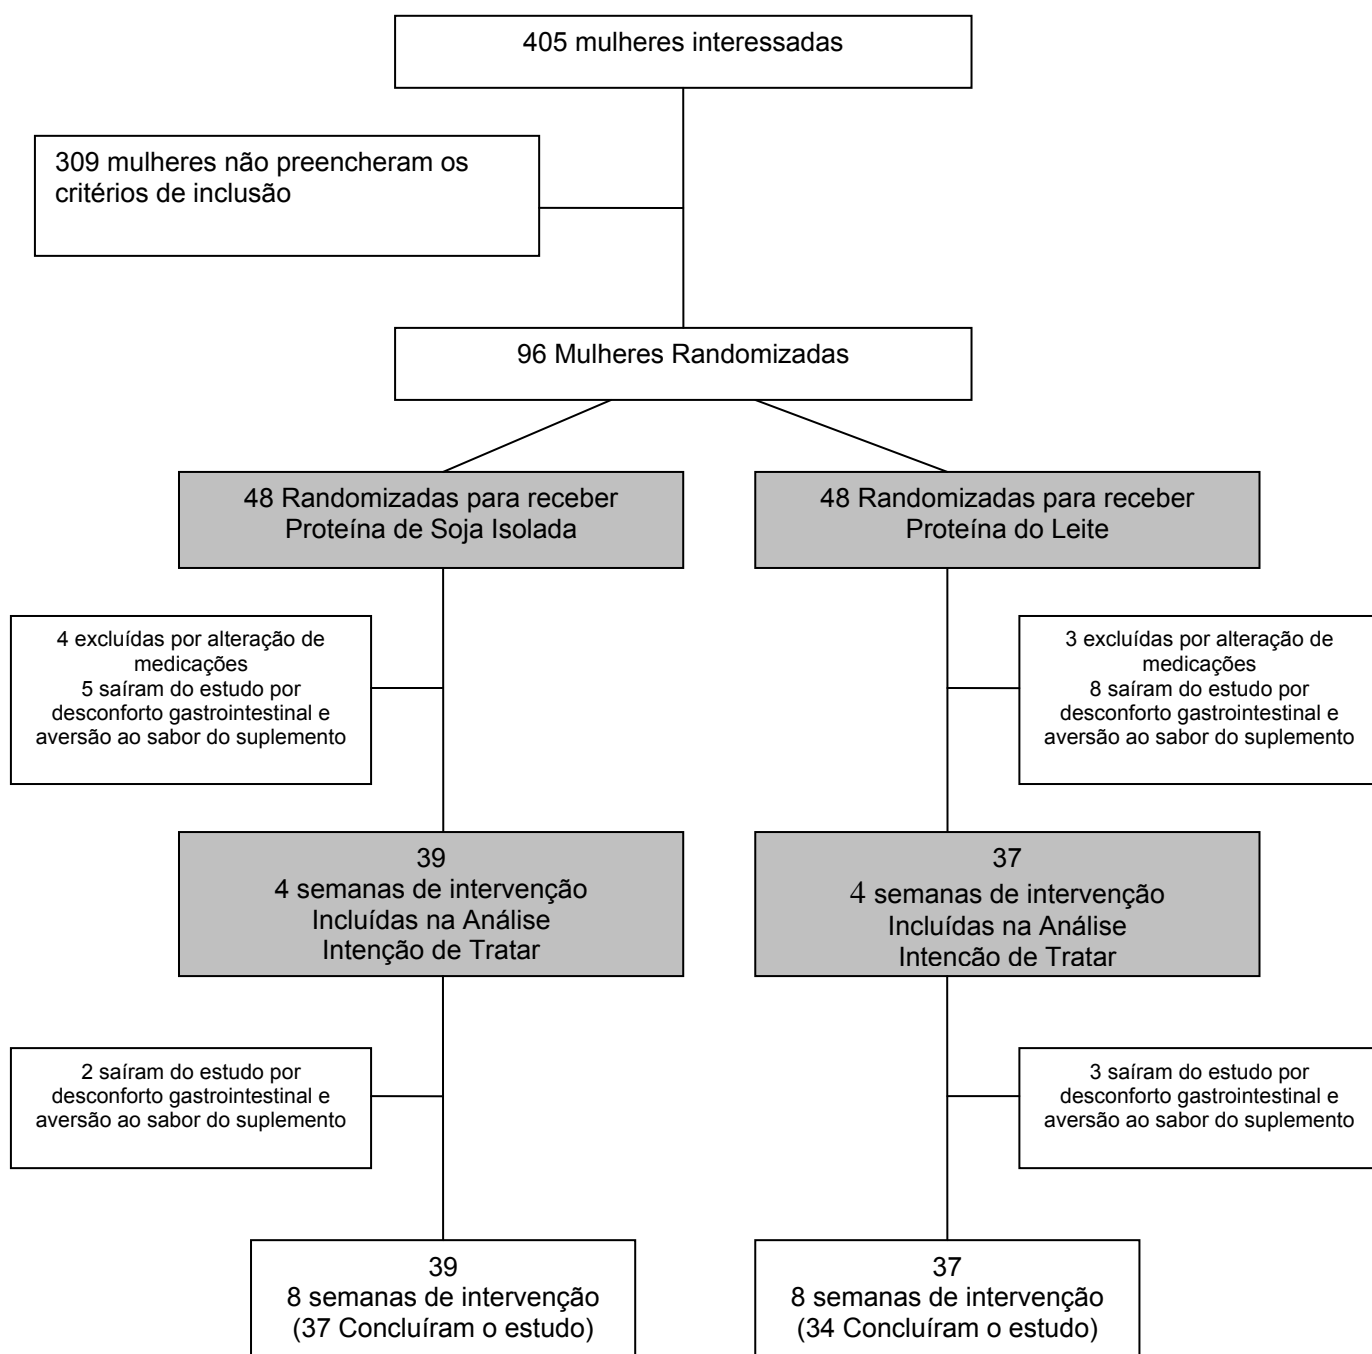 405 mulheres interessadas
309 mulheres não preencheram os
critérios de inclusão
96 Mulheres Randomizadas
48 Randomizadas para receber
Proteína de Soja Isolada
48 Randomizadas para receber
Proteína do Leite
4 excluídas por alteração de
medicações
5 saíram do estudo por
desconforto gastrointestinal e
aversão ao sabor do suplemento
3 excluídas por alteração de
medicações
8 saíram do estudo por
desconforto gastrointestinal e
aversão ao sabor do suplemento
39
4 semanas de intervenção
Incluídas na Análise
Intenção de Tratar
37
4 semanas de intervenção
Incluídas na Análise
Intenção de Tratar
2 saíram do estudo por
desconforto gastrointestinal e
aversão ao sabor do suplemento
3 saíram do estudo por
desconforto gastrointestinal e
aversão ao sabor do suplemento
39
8 semanas de intervenção
(37 Concluíram o estudo)
37
8 semanas de intervenção
(34 Concluíram o estudo)